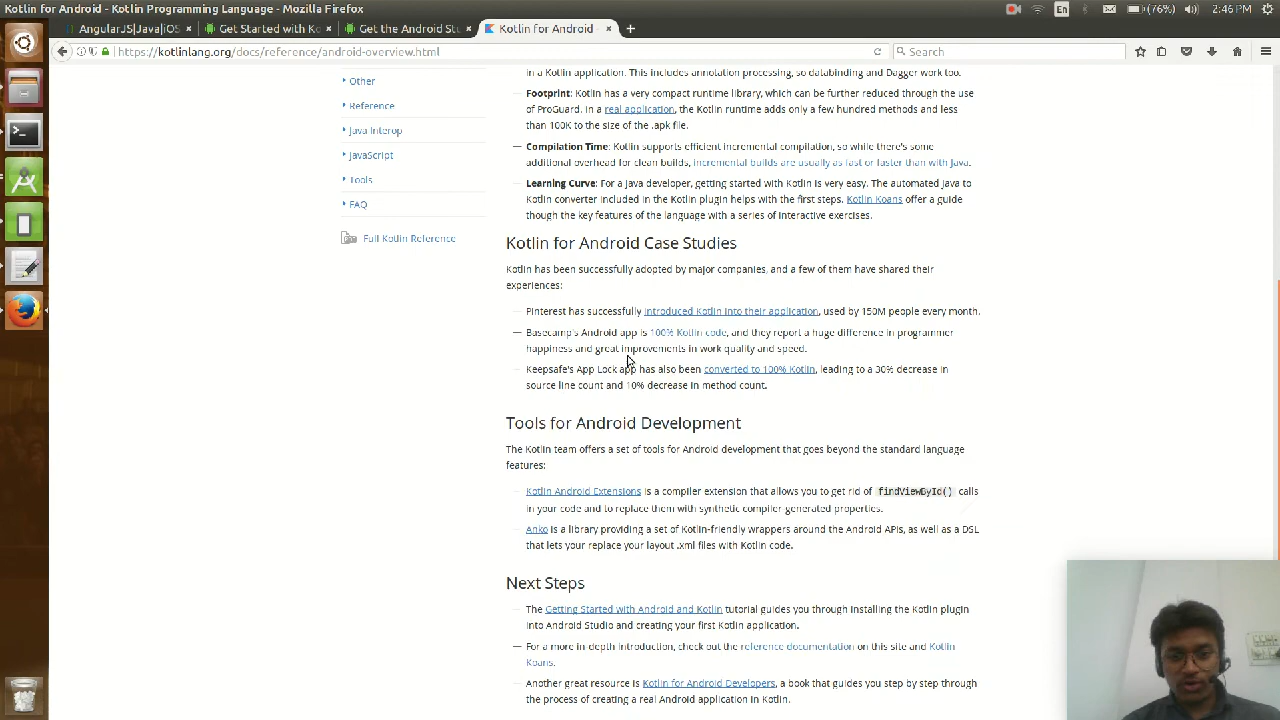 Kotlin for Android - Kotlin Programming Language - Mozilla Firefox
En
(76%)
2:46 PM
AngularJS|Java|iOS
Get Started with Ko
Get the Android Stu
Kotlin for Android -
https://kotlinlang.org/docs/reference/android-overview.html
Search
in a Kotlin application. This includes annotation processing, so databinding and Dagger work too.
Other
Footprint: Kotlin has a very compact runtime library, which can be further reduced through the use
Reference
of ProGuard. In a real application, the Kotlin runtime adds only a few hundred methods and less
than 100K to the size of the .apk file.
Java Interop
Compilation Time: Kotlin supports efficient incremental compilation, so while there's some
JavaScript
additional overhead for clean builds, incremental builds are usually as fast or faster than with Java.
Tools
Learning Curve: For a Java developer, getting started with Kotlin is very easy. The automated Java to
Kotlin converter included in the Kotlin plugin helps with the first steps. Kotlin Koans offer a guide
FAQ
though the key features of the language with a series of interactive exercises.
Full Kotlin Reference
Kotlin for Android Case Studies
Kotlin has been successfully adopted by major companies, and a few of them have shared their
experiences:
Pinterest has successfully introduced Kotlin into their application, used by 150M people every month.
Basecamp's Android app is 100% Kotlin code, and they report a huge difference in programmer
happiness and great improvements in work quality and speed.
Keepsafe's App Lock app has also been converted to 100% Kotlin, leading to a 30% decrease in
source line count and 10% decrease in method count.
Tools for Android Development
The Kotlin team offers a set of tools for Android development that goes beyond the standard language
features:
Kotlin Android Extensions is a compiler extension that allows you to get rid of findViewById() calls
in your code and to replace them with synthetic compiler-generated properties.
Anko is a library providing a set of Kotlin-friendly wrappers around the Android APIs, as well as a DSL
that lets your replace your layout .xml files with Kotlin code.
Next Steps
The Getting Started with Android and Kotlin tutorial guides you through installing the Kotlin plugin
into Android Studio and creating your first Kotlin application.
For a more in-depth introduction, check out the reference documentation on this site and Kotlin
Koans.
Another great resource is Kotlin for Android Developers, a book that guides you step by step through
the process of creating a real Android application in Kotlin.